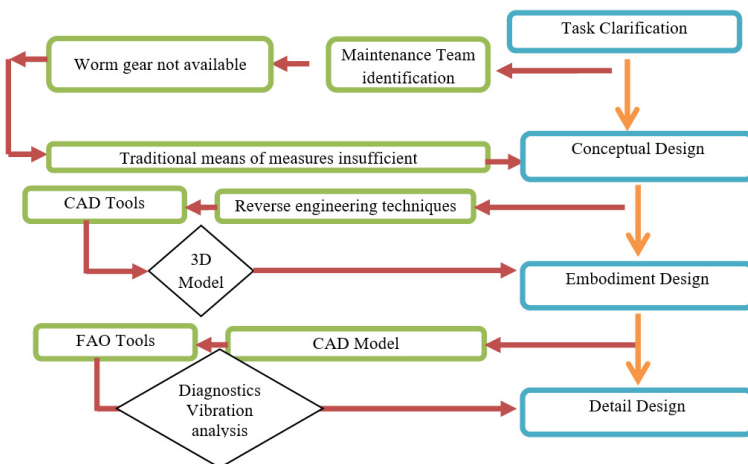 Task Clarification
Maintenance Team
identification
Worm gear not available
Traditional means of measures insufficient
Conceptual Design
Reverse engineering techniques
CAD Tools
3D
Model
Embodiment Design
CAD Model
FAO Tools
Diagnostics
Vibration
analysis
Detail Design